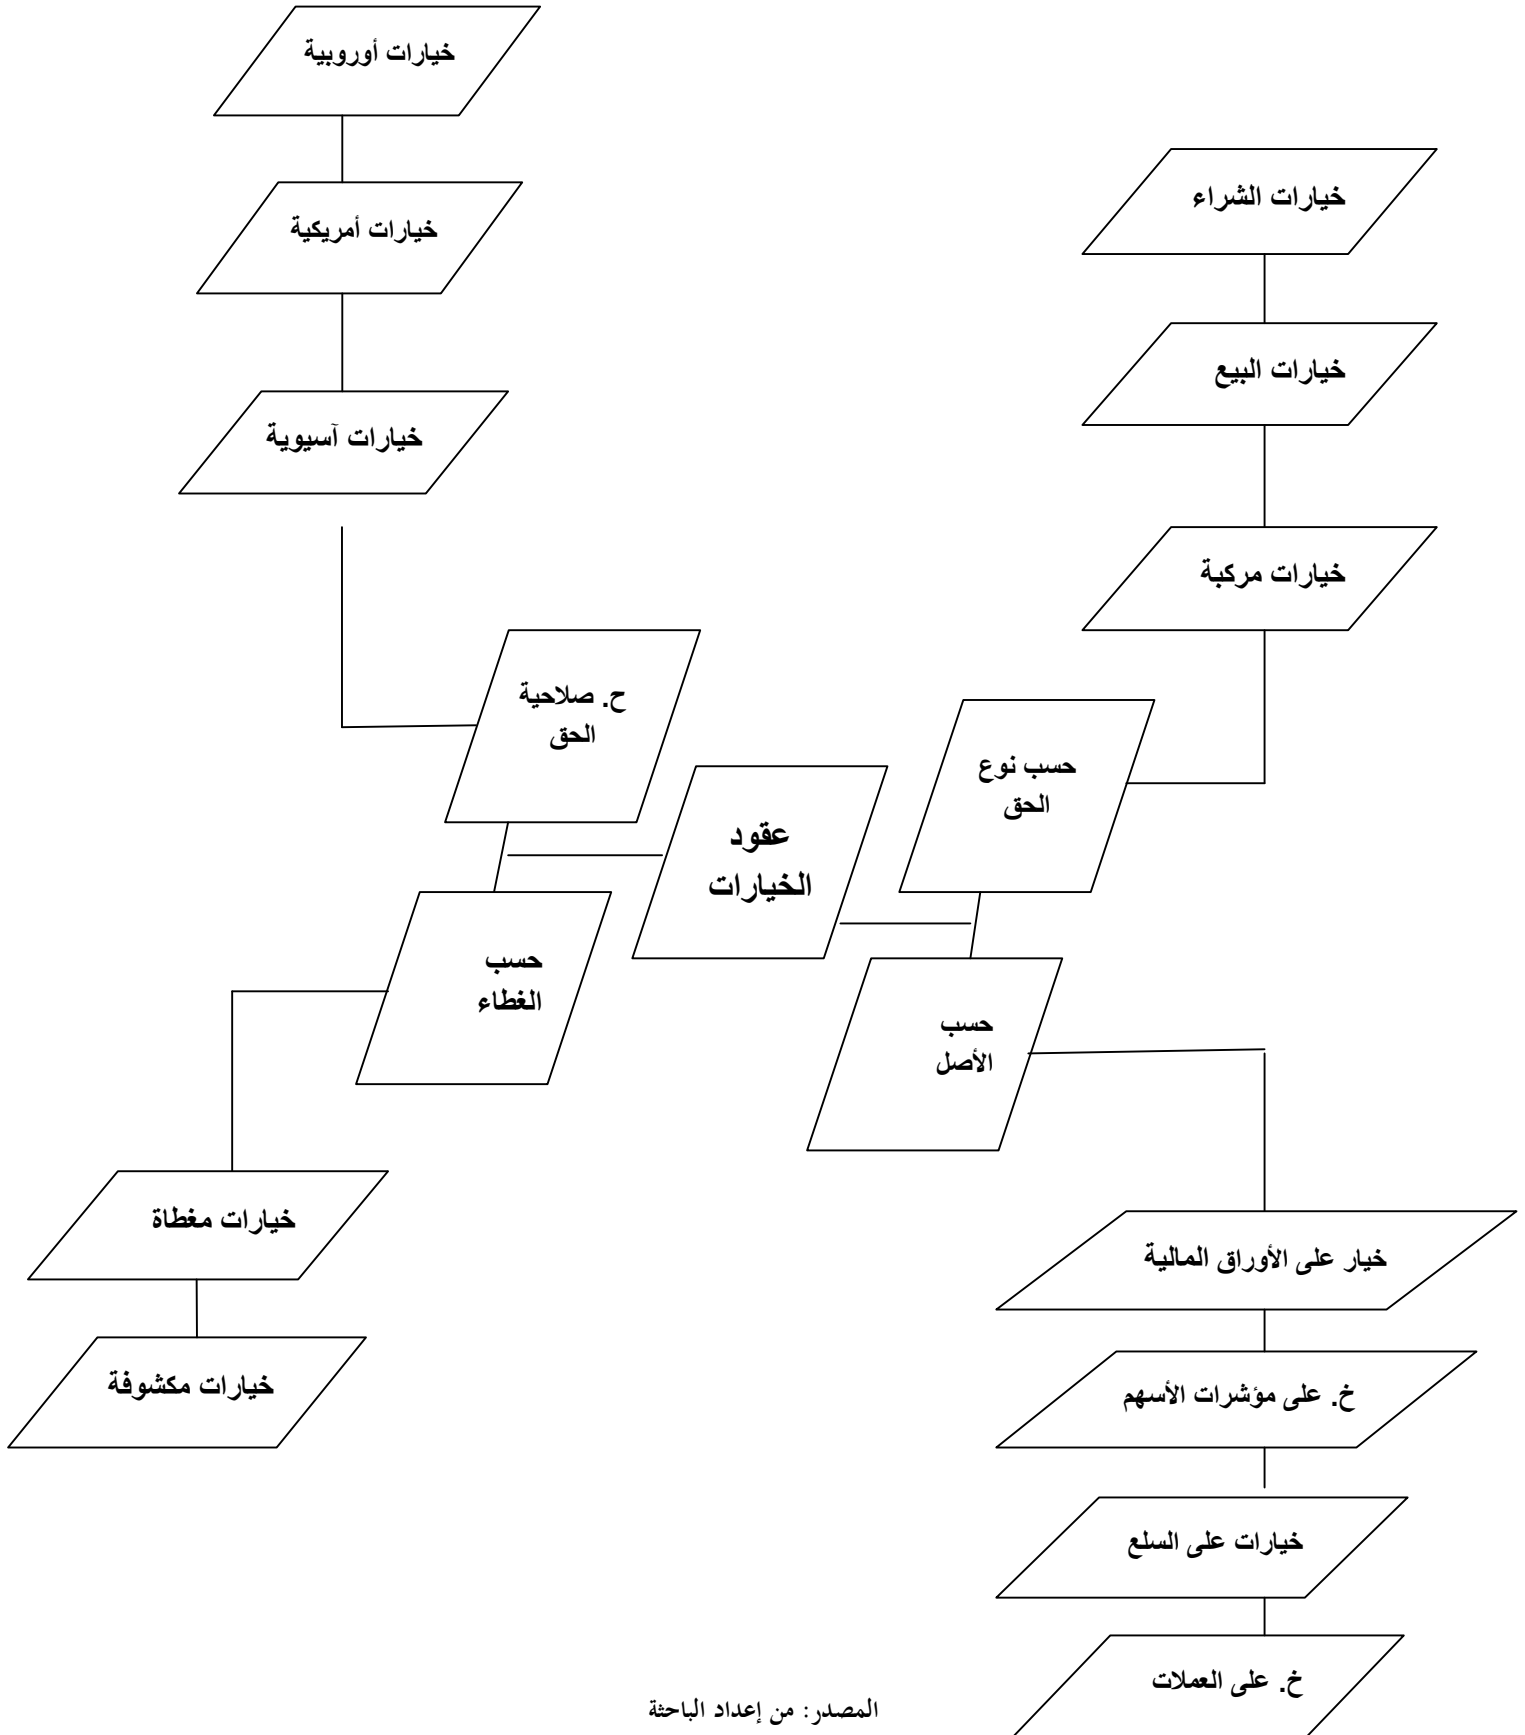 خيارات أوروبية
خيارات أمريكية
خيارات آسيوية
خيارات الشراء
خيارات البيع
خيارات مركبة
ح. صلاحية
الحق
حسب نوع
الحق
عقود
الخيارات
حسب
الغطاء
حسب
الأصل
خيارات مغطاة
خيارات مكشوفة
خيار على الأوراق المالية
خ. على مؤشرات الأسهم
خيارات على السلع
خ. على العملات
المصدر: من إعداد الباحثة